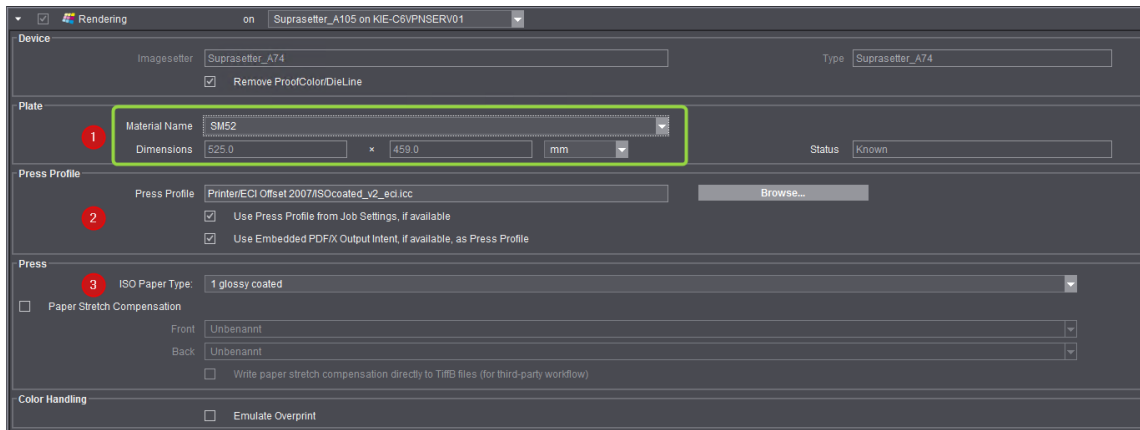 Rendering on Suprasetter_A105 on KIE-C6VPNSERV01
Device
Imagesetter Suprasetter_A74 Type Suprasetter_A74
Remove ProofColor/DieLine
Plate
1 Material Name SM52
Dimensions 525.0 × 459.0 mm Status Known
Press Profile
Press Profile Printer/ECI Offset 2007/ISOcoated_v2_eci.icc Browse...
2 Use Press Profile from Job Settings, if available
Use Embedded PDF/X Output Intent, if available, as Press Profile
Press
3 ISO Paper Type: 1 glossy coated
Paper Stretch Compensation
Front Unbenannt
Back Unbenannt
Write paper stretch compensation directly to TiffB files (for third-party workflow)
Color Handling
Emulate Overprint